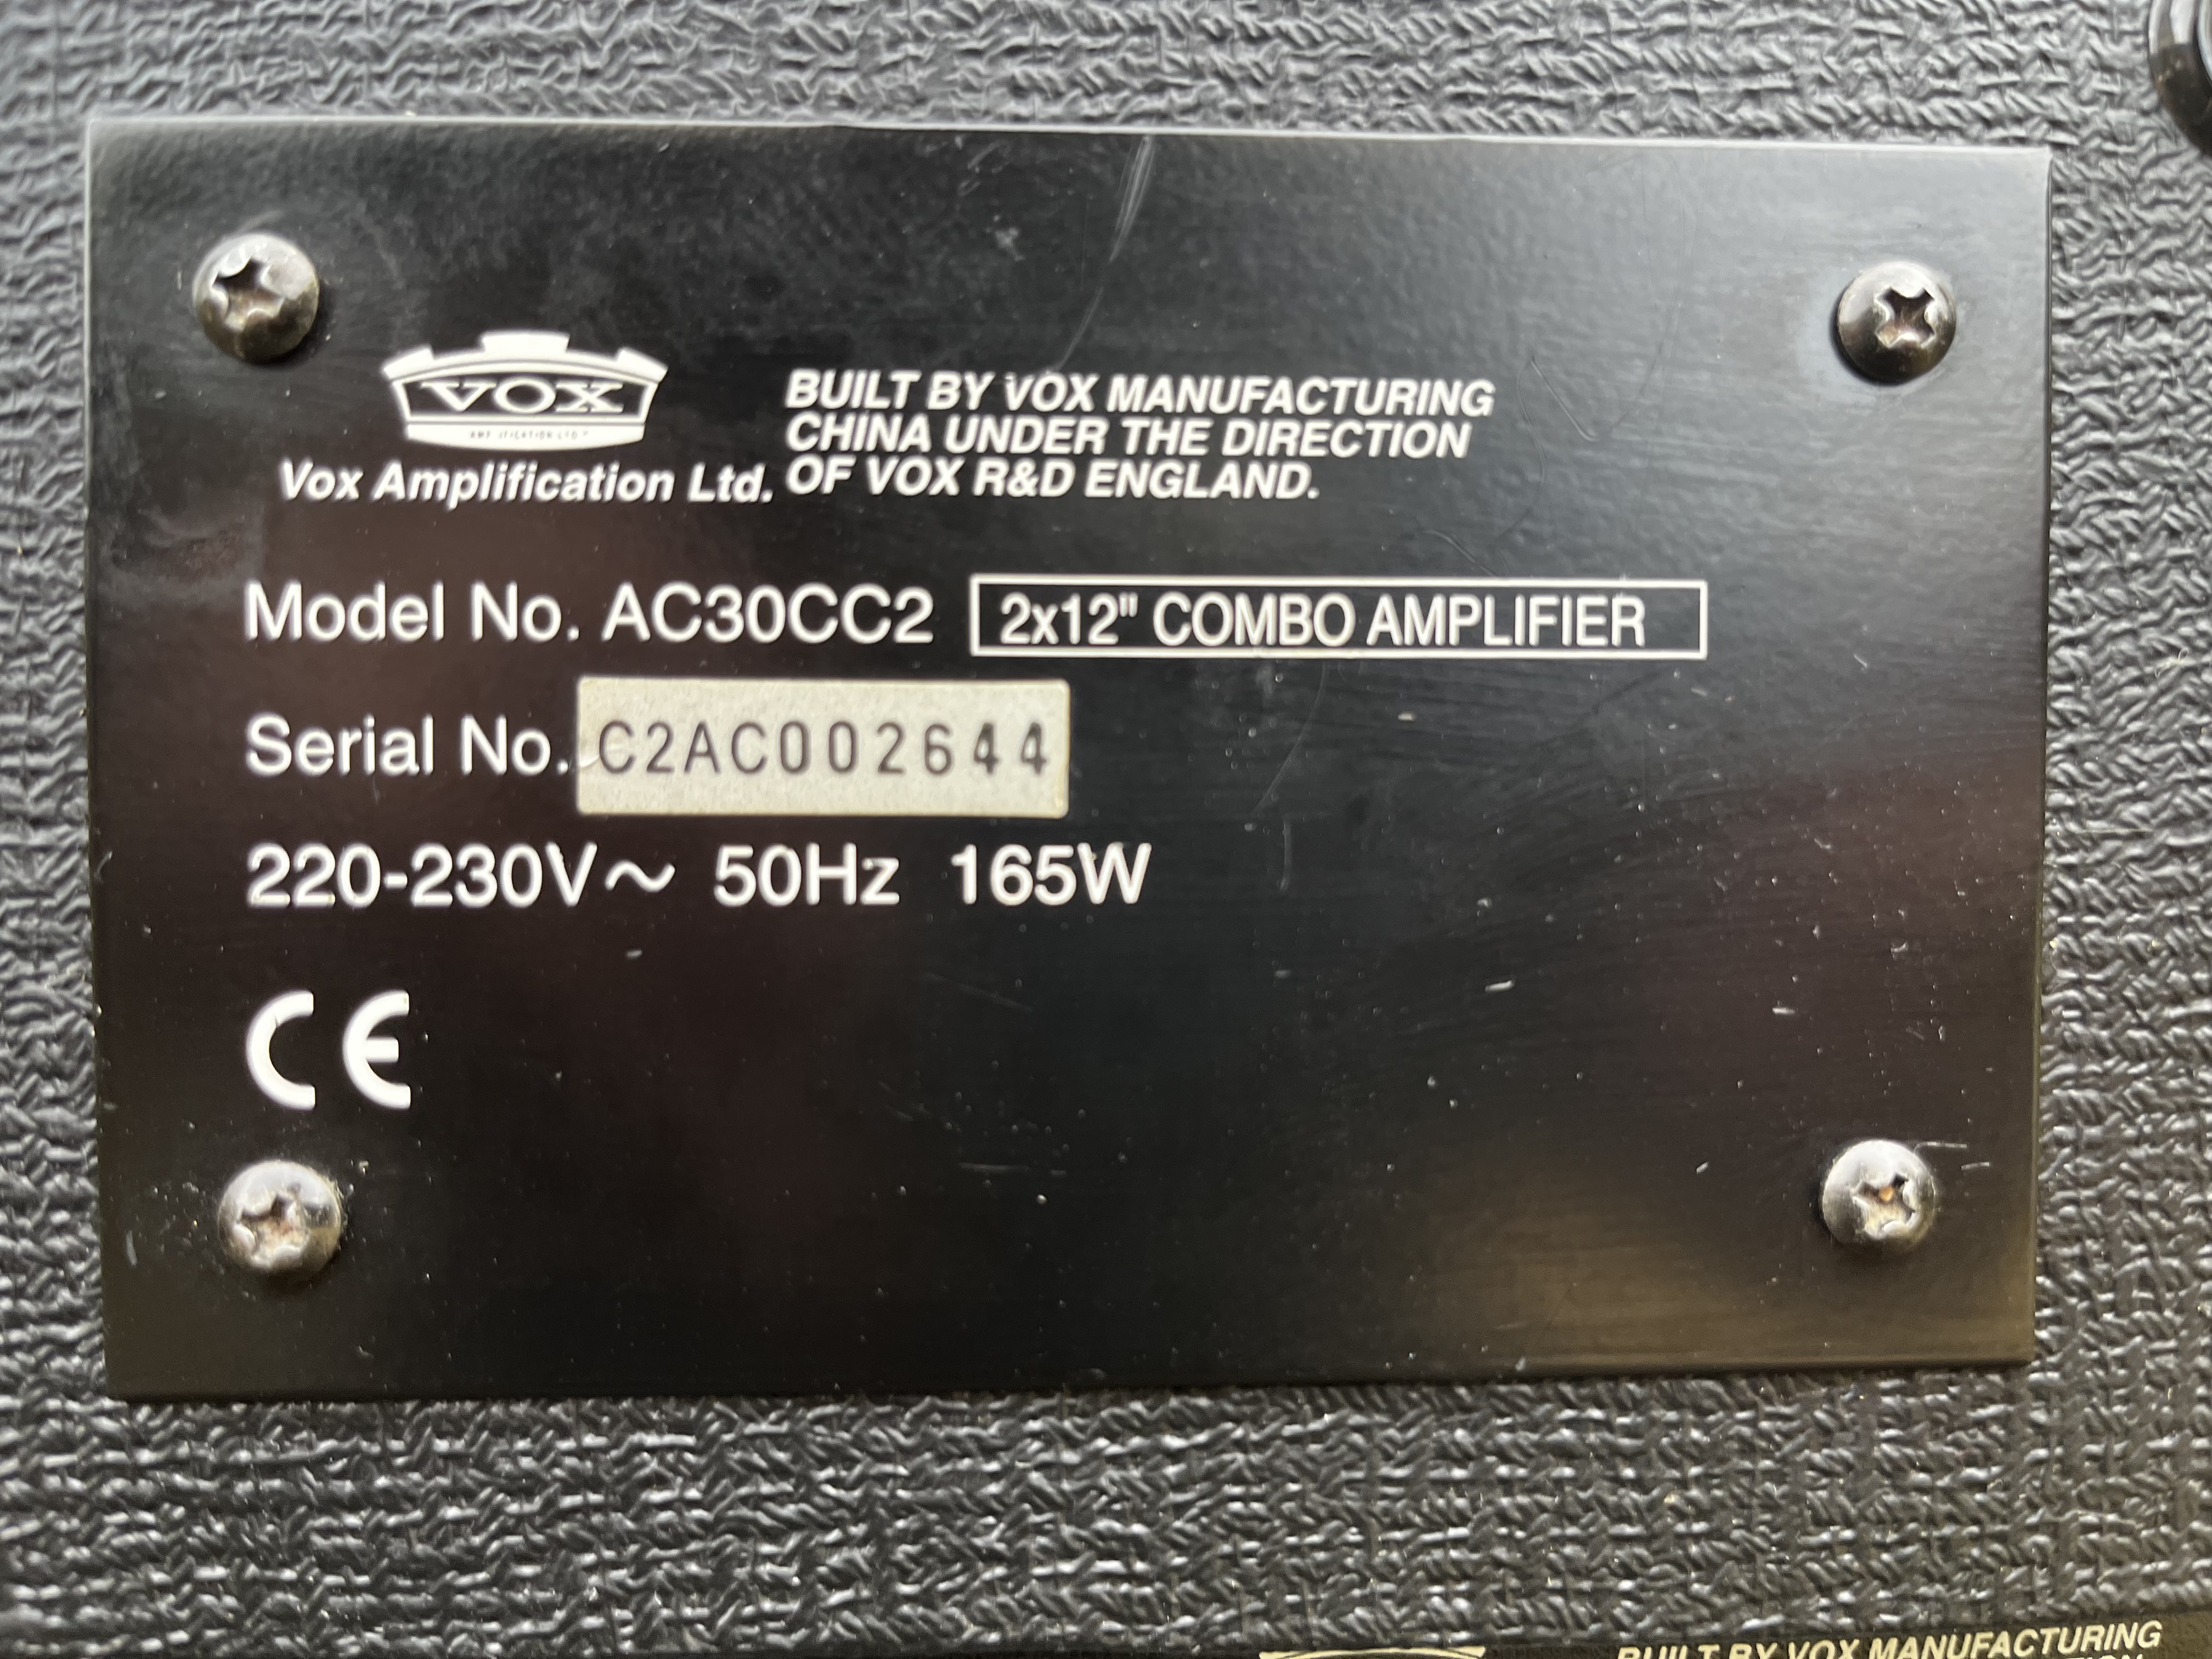 VOX
BUILT BY VOX MANUFACTURING
CHINA UNDER THE DIRECTION
OF VOX R&D ENGLAND.
Vox Amplification Ltd.
Model No. AC30CC2 2x12" COMBO AMPLIFIER
Serial No. C2AC002644
220-230V~ 50Hz 165W
CE
BUILT BY VOX MANUFACTURING